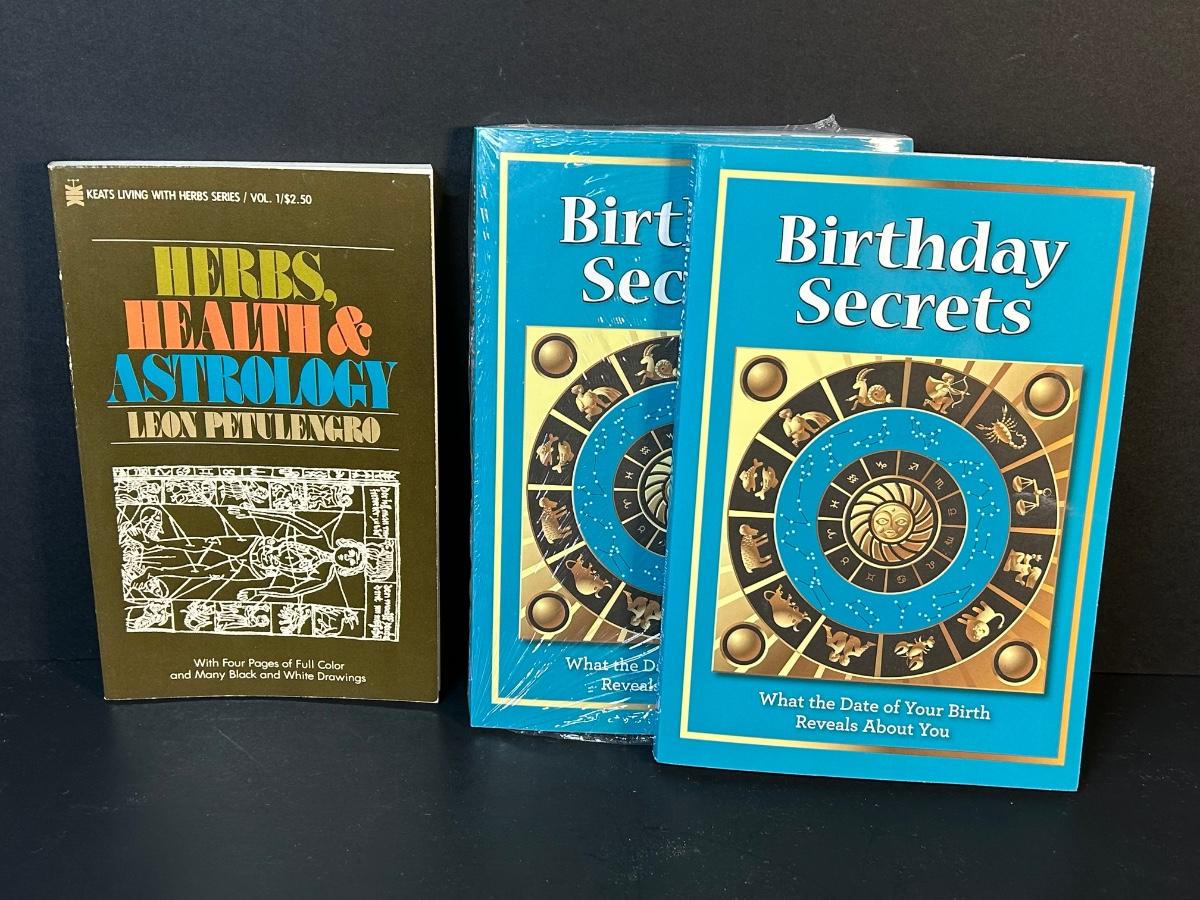 KEATS LIVING WITH HERBS SERIES / VOL. 1/$2.50
HERBS,
HEALTH &
ASTROLOGY
LEON PETULENGRO
With Four Pages of Full Color
and Many Black and White Drawings
Birt
Sec
What the Da
Reveals
Birthday
Secrets
What the Date of Your Birth
Reveals About You